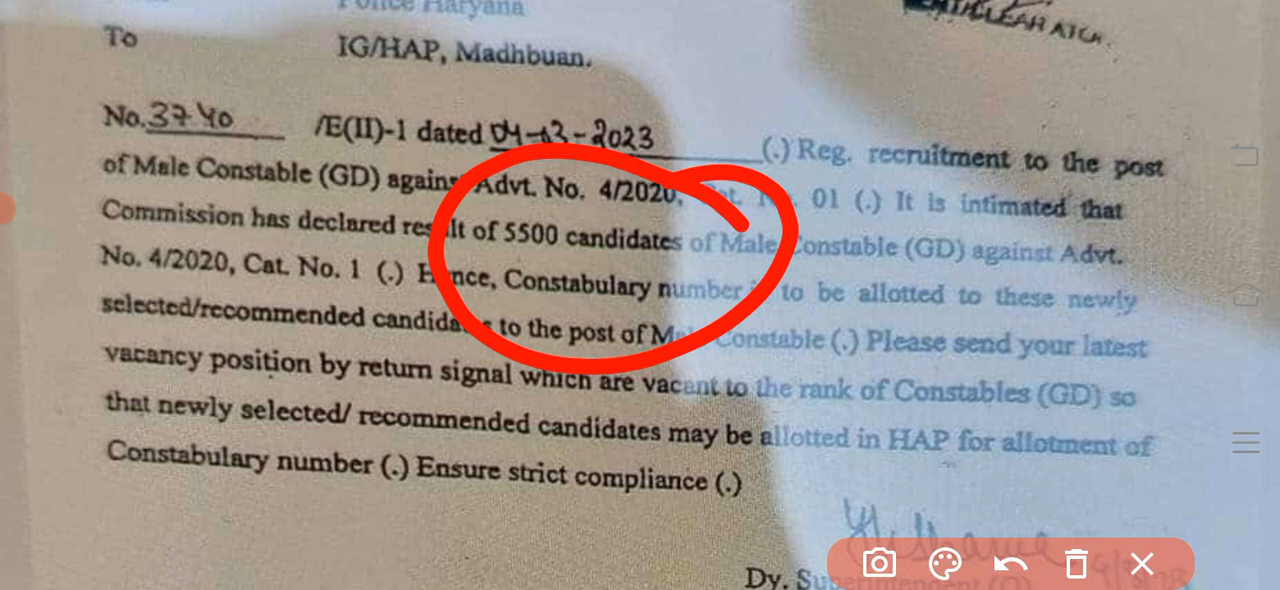 Police Haryana
To
IG/HAP, Madhbuan.
No. 3740 /E(II)-1 dated 04-03-2023 (.) Reg. recruitment to the post
of Male Constable (GD) against Advt. No. 4/2020, Cat. No. 01 (.) It is intimated that
Commission has declared result of 5500 candidates of Male Constable (GD) against Advt.
No. 4/2020, Cat. No. 1 (.) Hence, Constabulary number is to be allotted to these newly
selected/recommended candidates to the post of Male Constable (.) Please send your latest
vacancy position by return signal which are vacant to the rank of Constables (GD) so
that newly selected/ recommended candidates may be allotted in HAP for allotment of
Constabulary number (.) Ensure strict compliance (.)
Dy. Superintendent